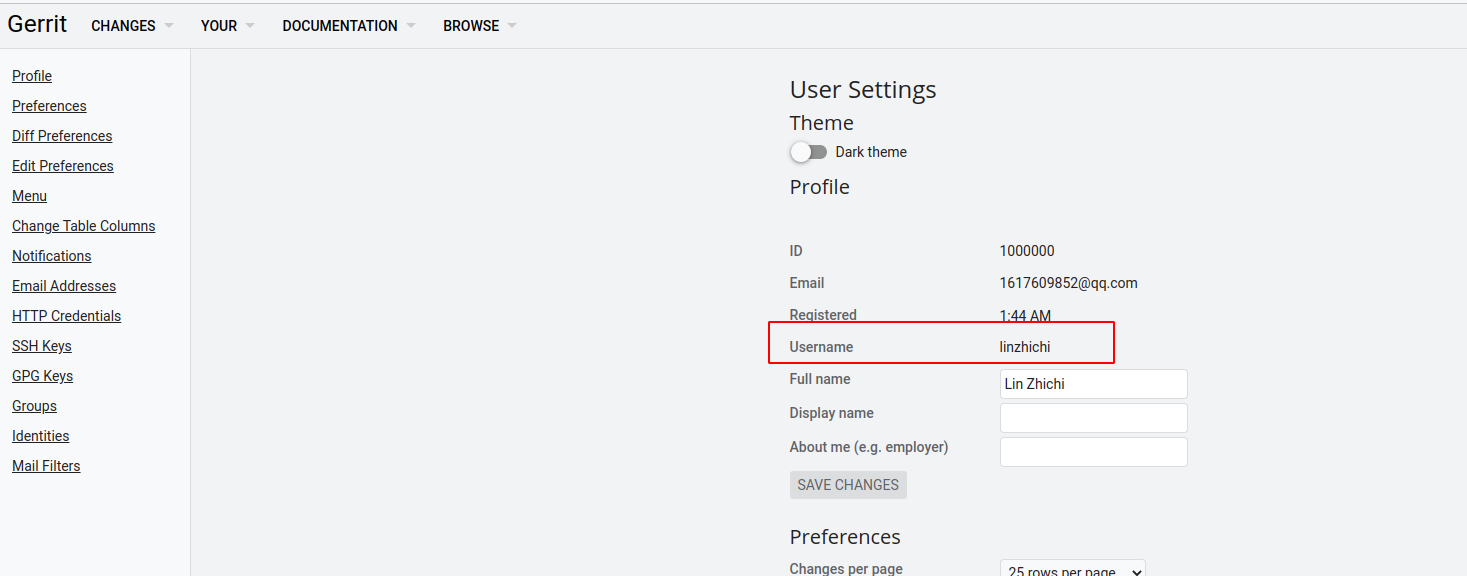 Gerrit CHANGES YOUR DOCUMENTATION BROWSE
Profile
Preferences
Diff Preferences
Edit Preferences
Menu
Change Table Columns
Notifications
Email Addresses
HTTP Credentials
SSH Keys
GPG Keys
Groups
Identities
Mail Filters
User Settings
Theme
Dark theme
Profile
ID 1000000
Email 1617609852@qq.com
Registered 1:44 AM
Username linzhichi
Full name Lin Zhichi
Display name
About me (e.g. employer)
SAVE CHANGES
Preferences
Changes per page 25 rows per page